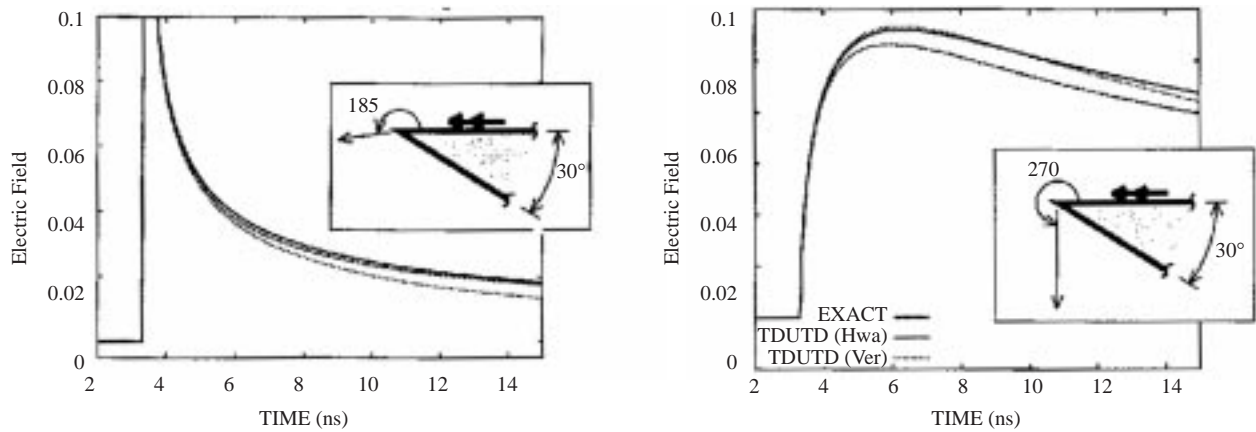 0.1
0.08
0.06
0.04
0.02
0
Electric Field
185
30°
2 4 6 8 10 12 14
TIME (ns)
0.1
0.08
0.06
0.04
0.02
0
Electric Field
270
30°
EXACT
TDUTD (Hwa)
TDUTD (Ver)
2 4 6 8 10 12 14
TIME (ns)